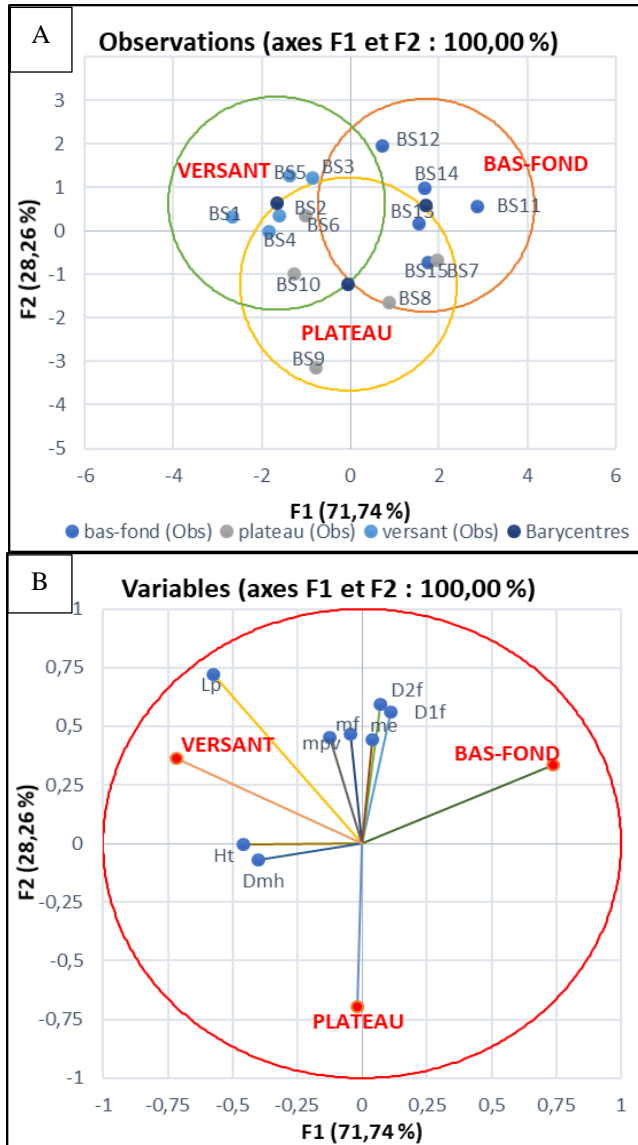 A
Observations (axes F1 et F2 : 100,00 %)
F2 (28,26 %)
3
2
1
0
-1
-2
-3
-4
-5
VERSANT
BAS-FOND
PLATEAU
BS12
BS5
BS3
BS14
BS1
BS2
BS11
BS6
BS13
BS4
BS10
BS15
BS7
BS8
BS9
-6
-4
-2
0
2
4
6
F1 (71,74 %)
bas-fond (Obs)
plateau (Obs)
versant (Obs)
Barycentres
B
Variables (axes F1 et F2 : 100,00 %)
F2 (28,26 %)
1
0,75
0,5
0,25
0
-0,25
-0,5
-0,75
-1
Lp
D2f
D1f
mf
me
mpv
VERSANT
BAS-FOND
Ht
Dmh
PLATEAU
-1
-0,75
-0,5
-0,25
0
0,25
0,5
0,75
1
F1 (71,74 %)